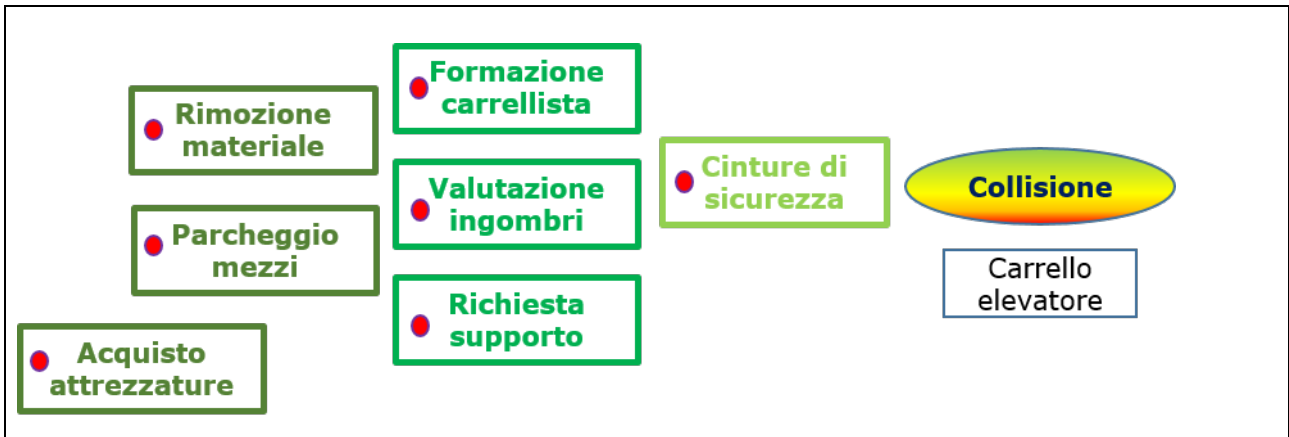 Formazione
carrellista
Rimozione
materiale
Cinture di
sicurezza
Collisione
Valutazione
ingombri
Parcheggio
mezzi
Carrello
elevatore
Richiesta
supporto
Acquisto
attrezzature